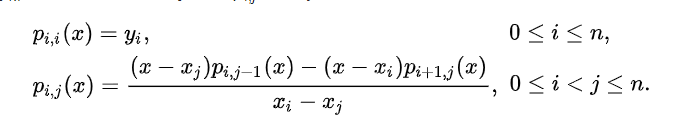 p_{i,i}(x) = y_i, 0 ≤ i ≤ n,
p_{i,j}(x) = \frac{(x − x_j)p_{i,j−1}(x) − (x − x_i)p_{i+1,j}(x)}{x_i − x_j}, 0 ≤ i < j ≤ n.